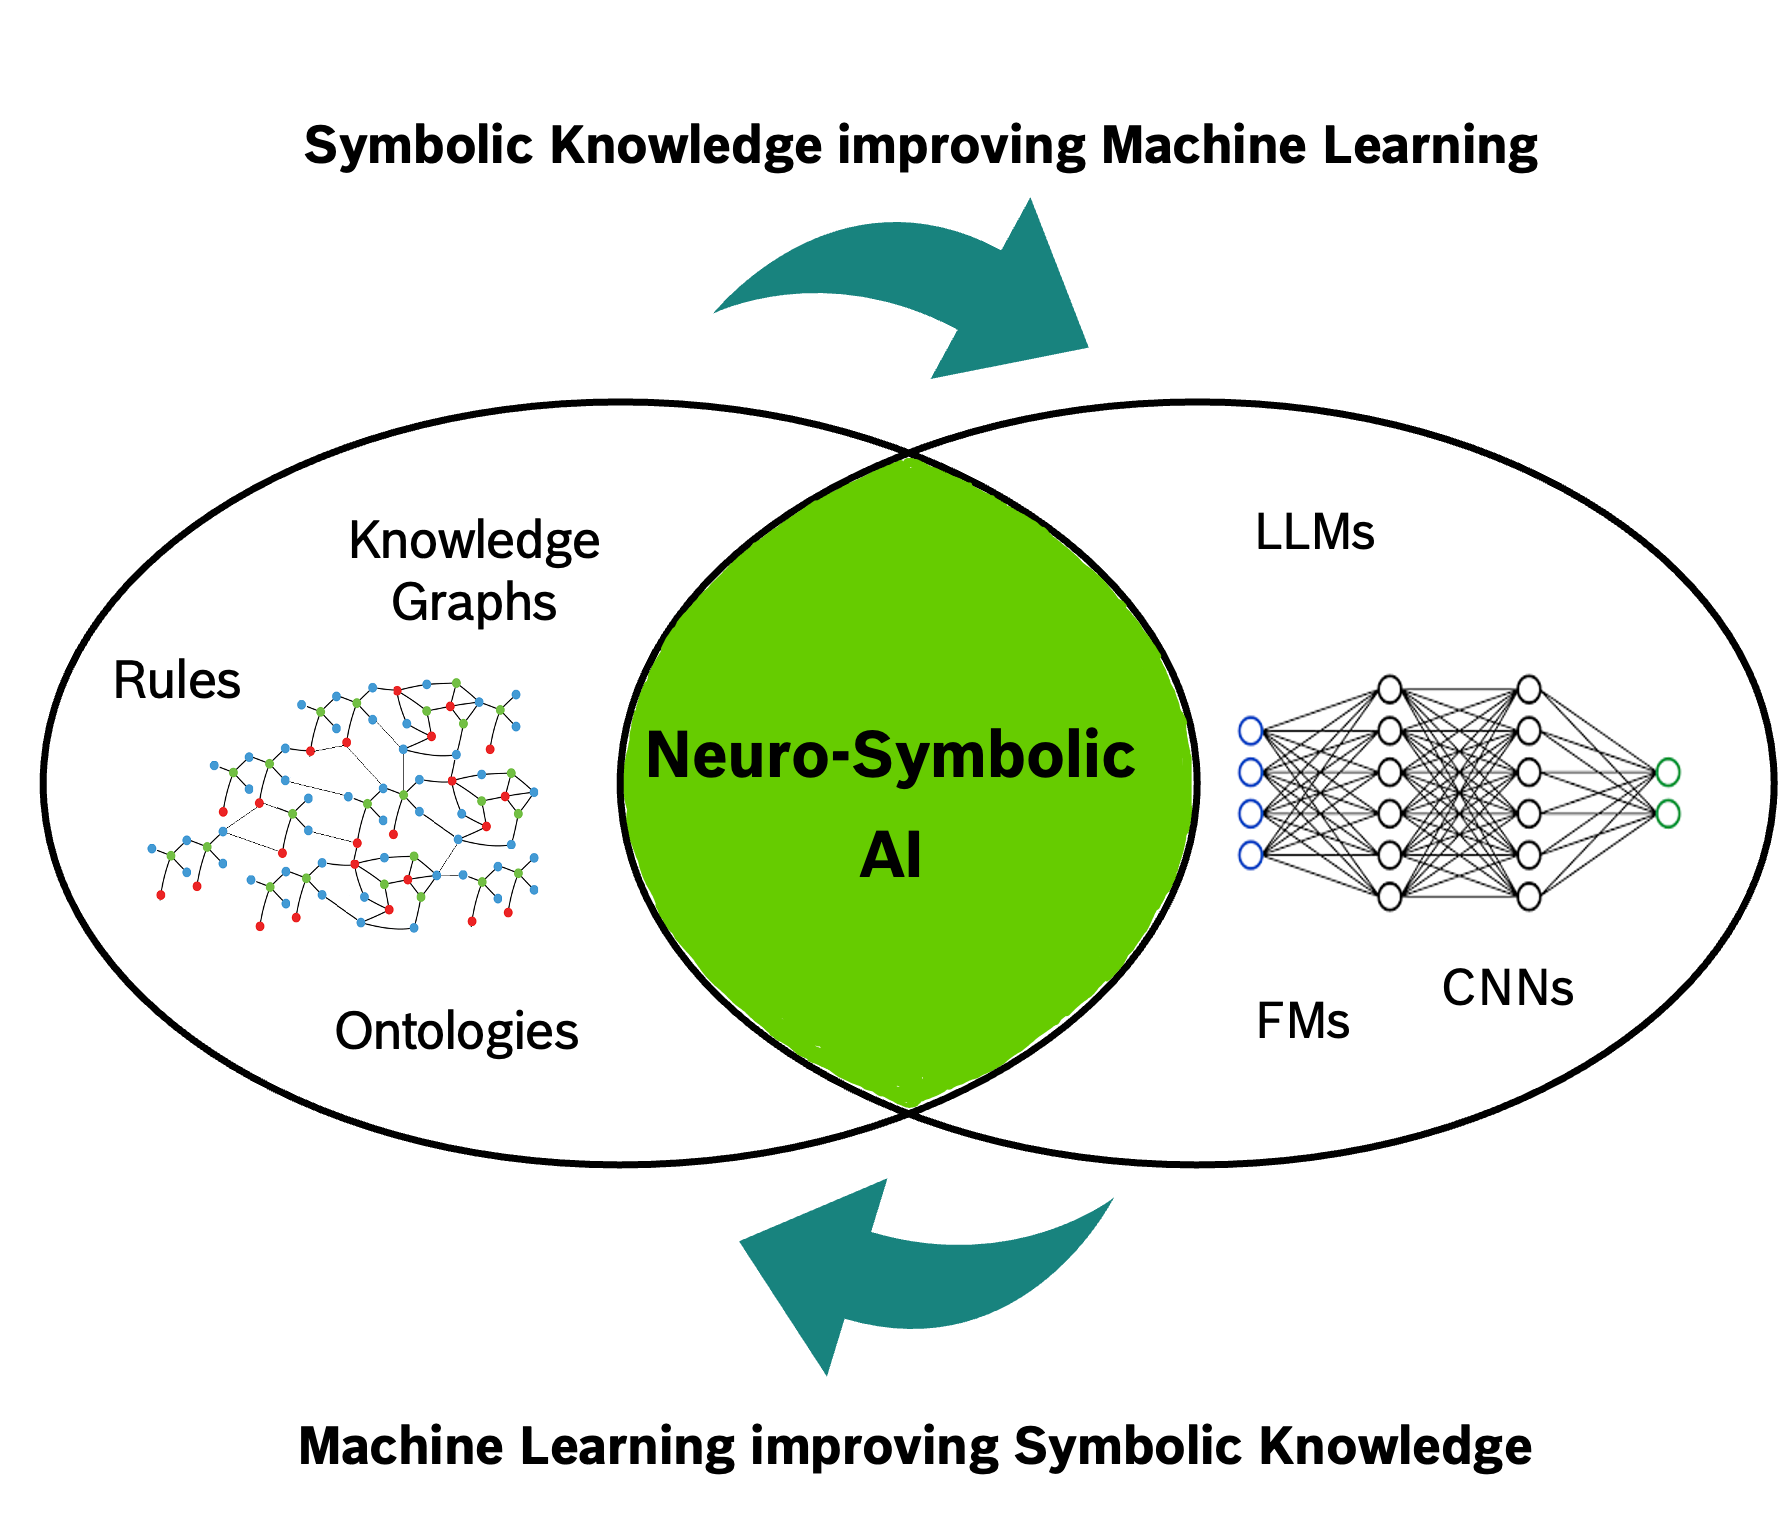 Symbolic Knowledge improving Machine Learning
Knowledge
Graphs
Rules
Ontologies
Neuro-Symbolic
AI
LLMs
CNNs
FMs
Machine Learning improving Symbolic Knowledge